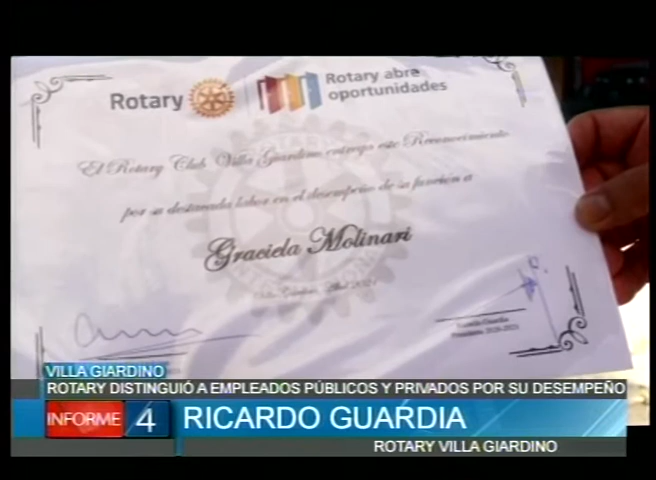 Rotary
Rotary abre
oportunidades
El Rotary Club Villa Giardino entrega este Reconocimiento
por su destacada labor en el desempeño de su función a
Graciela Molinari
VILLA GIARDINO
ROTARY DISTINGUIÓ A EMPLEADOS PÚBLICOS Y PRIVADOS POR SU DESEMPEÑO
INFORME 4 RICARDO GUARDIA
ROTARY VILLA GIARDINO